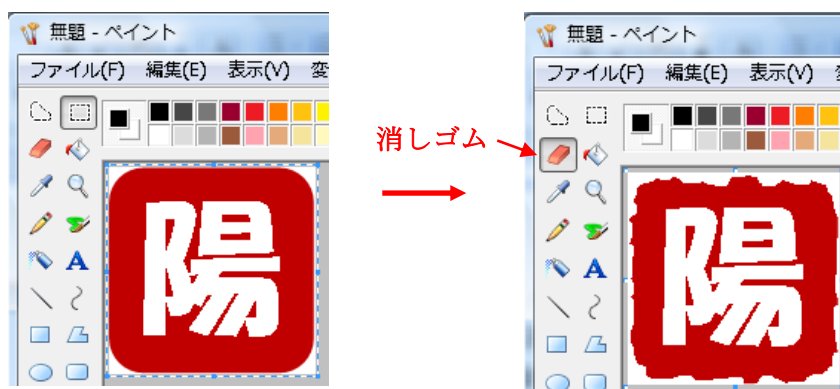 無題 - ペイント
ファイル(F) 編集(E) 表示(V) 変
A
陽
消しゴム
無題 - ペイント
ファイル(F) 編集(E) 表示(V)
A
陽